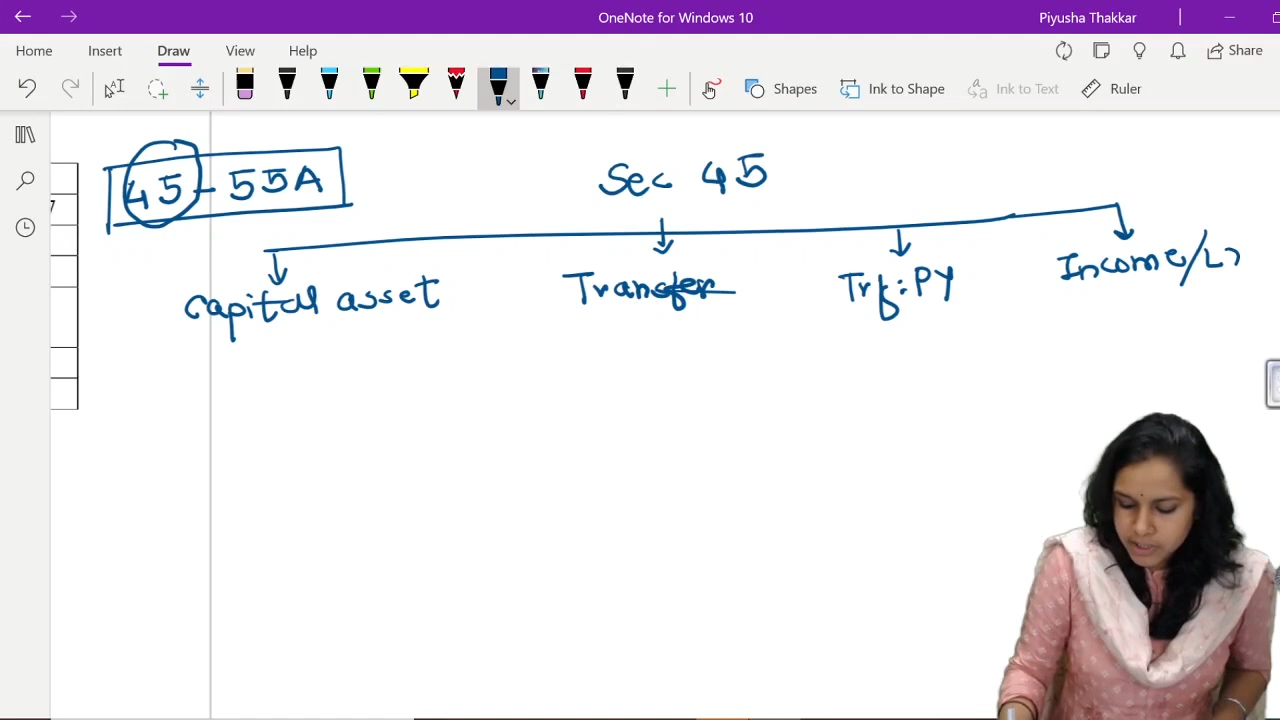 OneNote for Windows 10
Piyusha Thakkar
Home Insert Draw View Help Share
Shapes Ink to Shape Ink to Text Ruler
7
45 - 55A
Sec 45
Capital asset
Transfer
Trf: PY
Income/